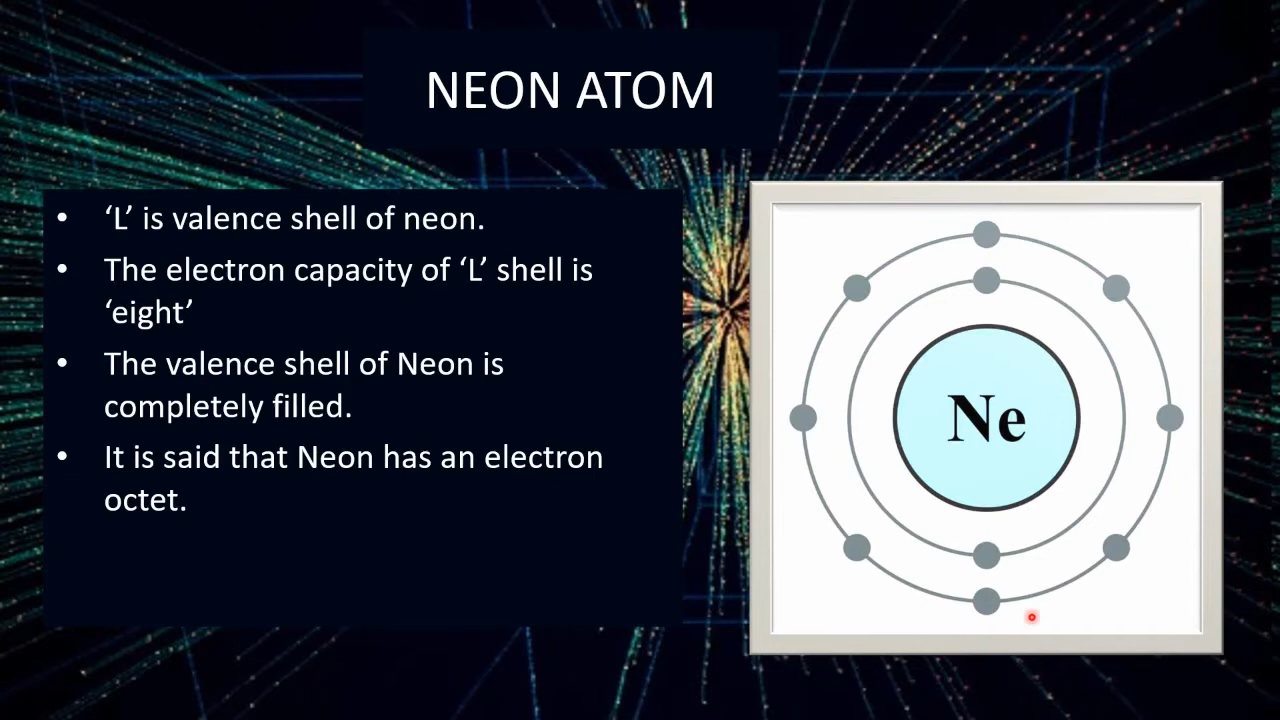 NEON ATOM
• ‘L’ is valence shell of neon.
• The electron capacity of ‘L’ shell is
‘eight’
• The valence shell of Neon is
completely filled.
• It is said that Neon has an electron
octet.
Ne